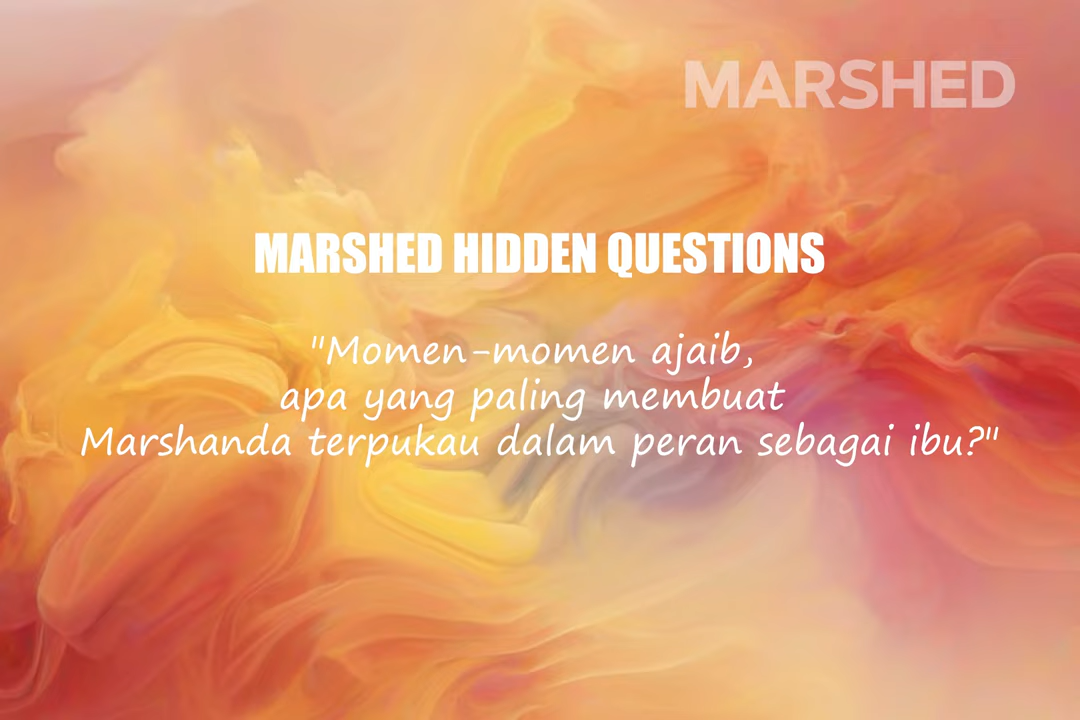 MARSHED
MARSHED HIDDEN QUESTIONS
"Momen-momen ajaib,
apa yang paling membuat
Marshanda terpukau dalam peran sebagai ibu?"